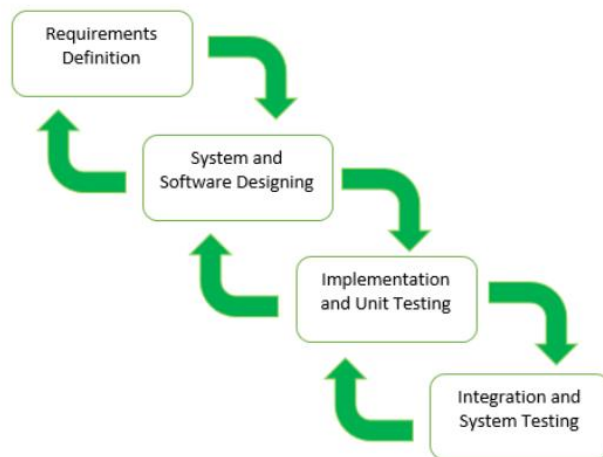 Requirements
Definition
System and
Software Designing
Implementation
and Unit Testing
Integration and
System Testing